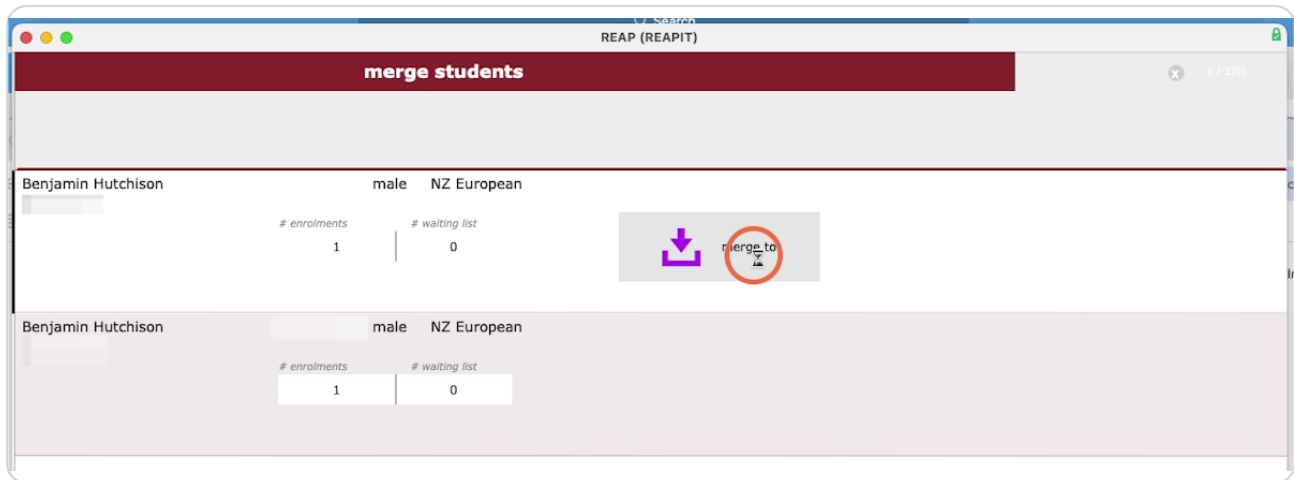 Search
REAP (REAPIT)
merge students
x 1 / 2(0)
Benjamin Hutchison male NZ European
# enrolments # waiting list
1 0
merge to
Benjamin Hutchison male NZ European
# enrolments # waiting list
1 0